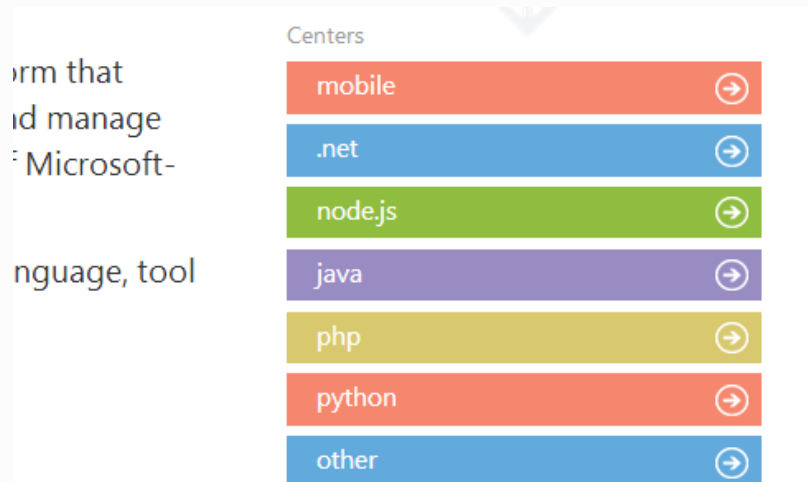 Centers
orm that
nd manage
f Microsoft-
nguage, tool
mobile
.net
node.js
java
php
python
other